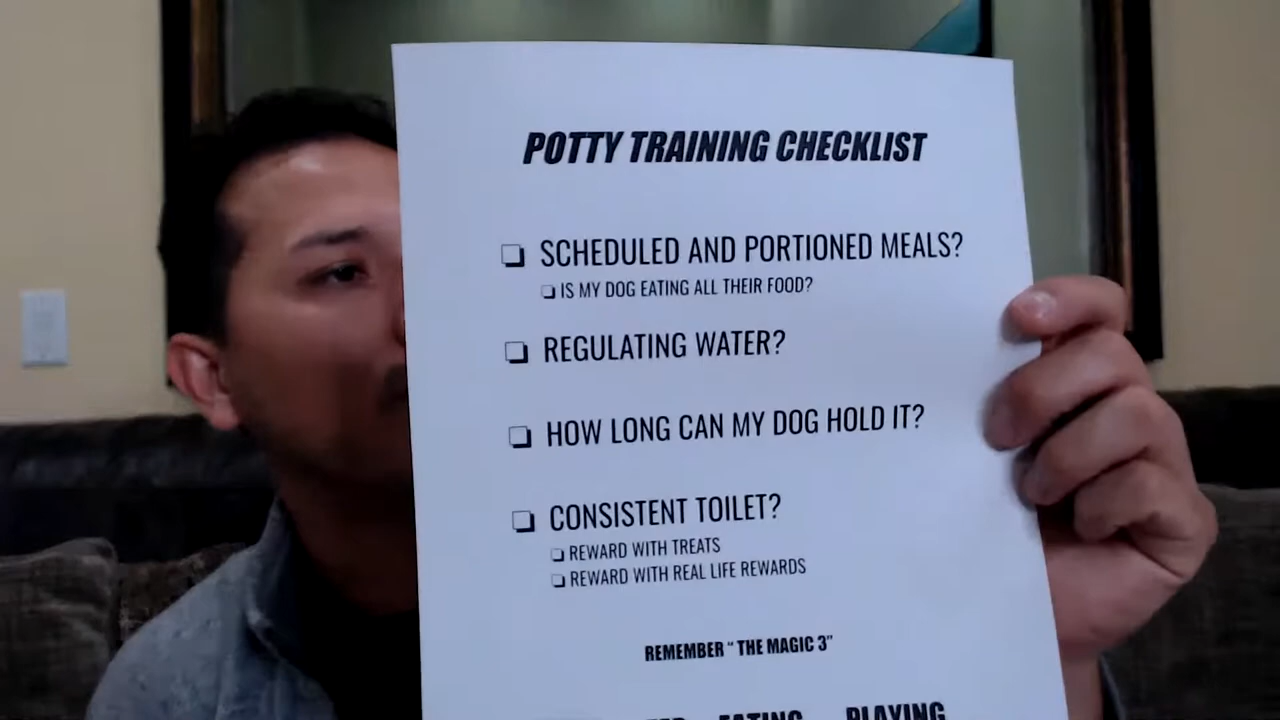 POTTY TRAINING CHECKLIST
SCHEDULED AND PORTIONED MEALS?
IS MY DOG EATING ALL THEIR FOOD?
REGULATING WATER?
HOW LONG CAN MY DOG HOLD IT?
CONSISTENT TOILET?
REWARD WITH TREATS
REWARD WITH REAL LIFE REWARDS
REMEMBER “ THE MAGIC 3”
EATING PLAYING